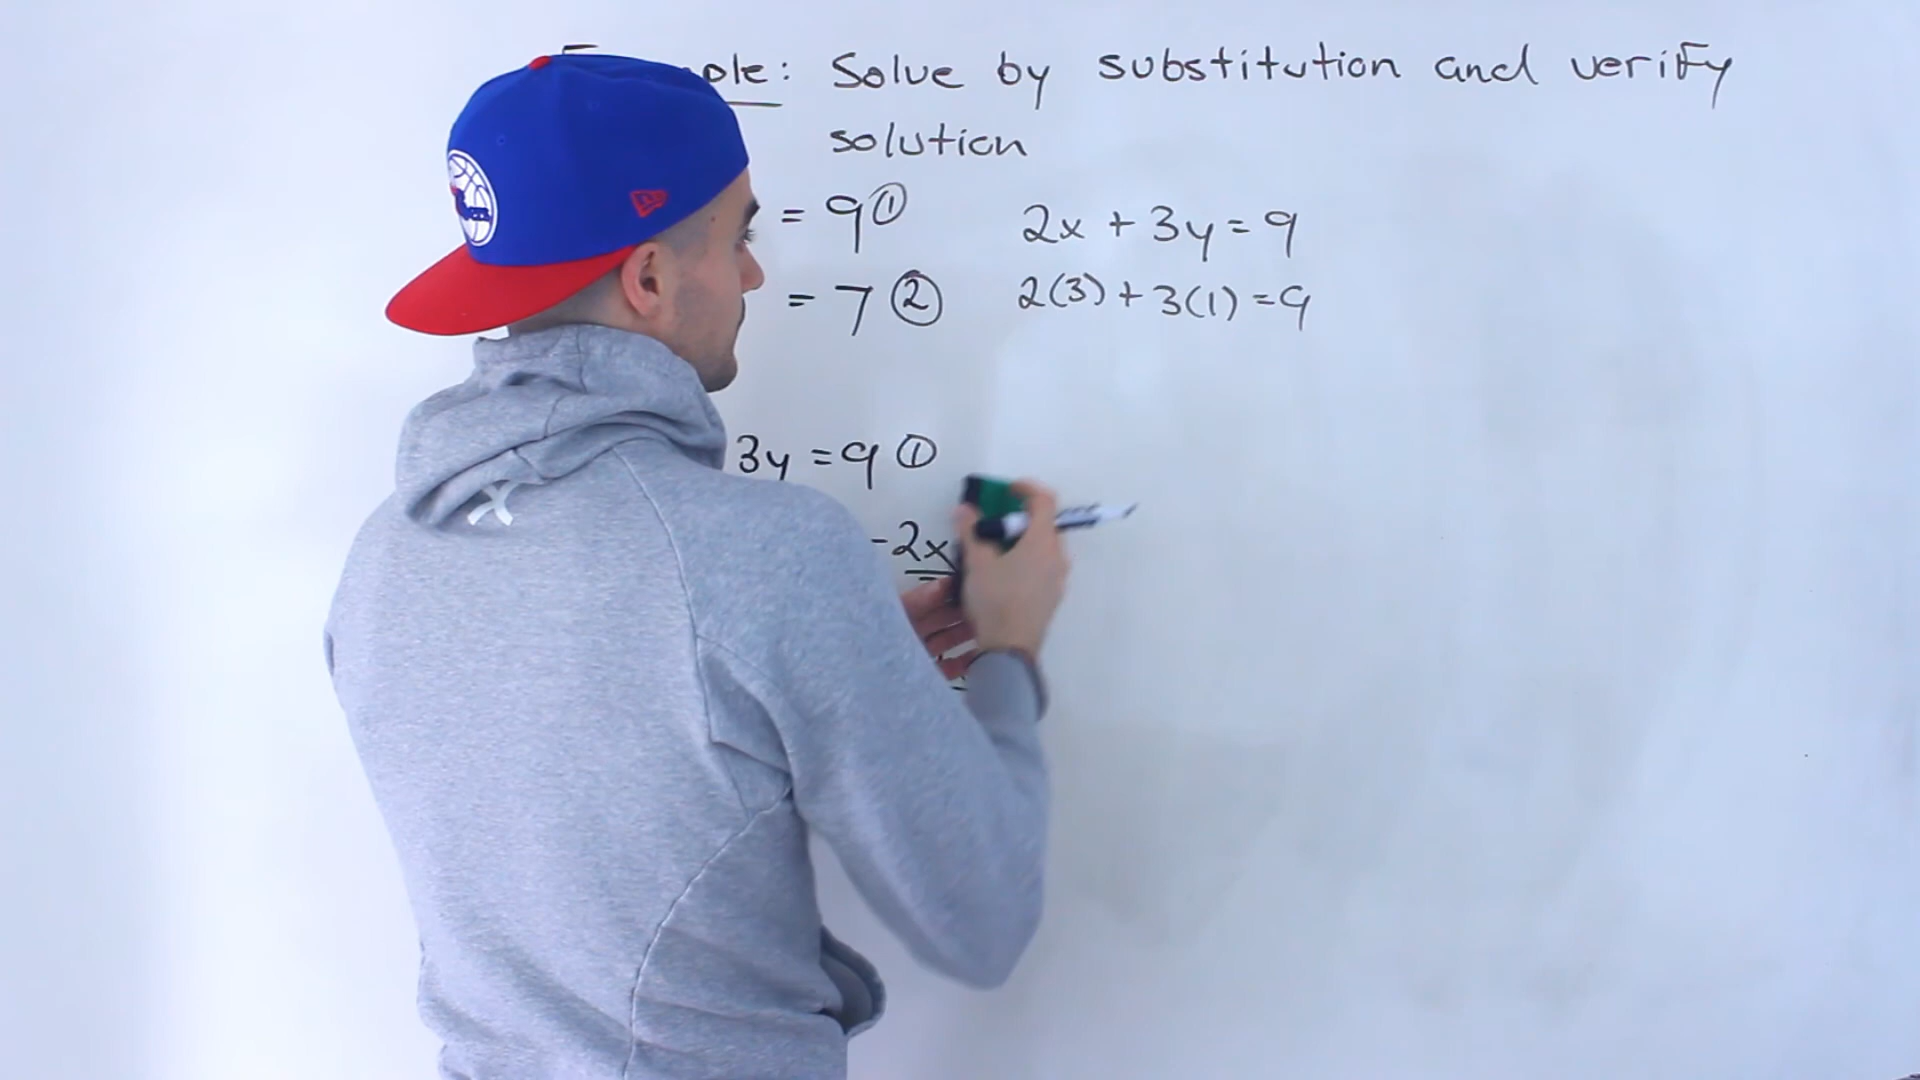 ple: Solve by substitution and verify
solution
= 9 ①
= 7 ②
2x + 3y = 9
2(3) + 3(1) = 9
3y = 9 ①
-2x